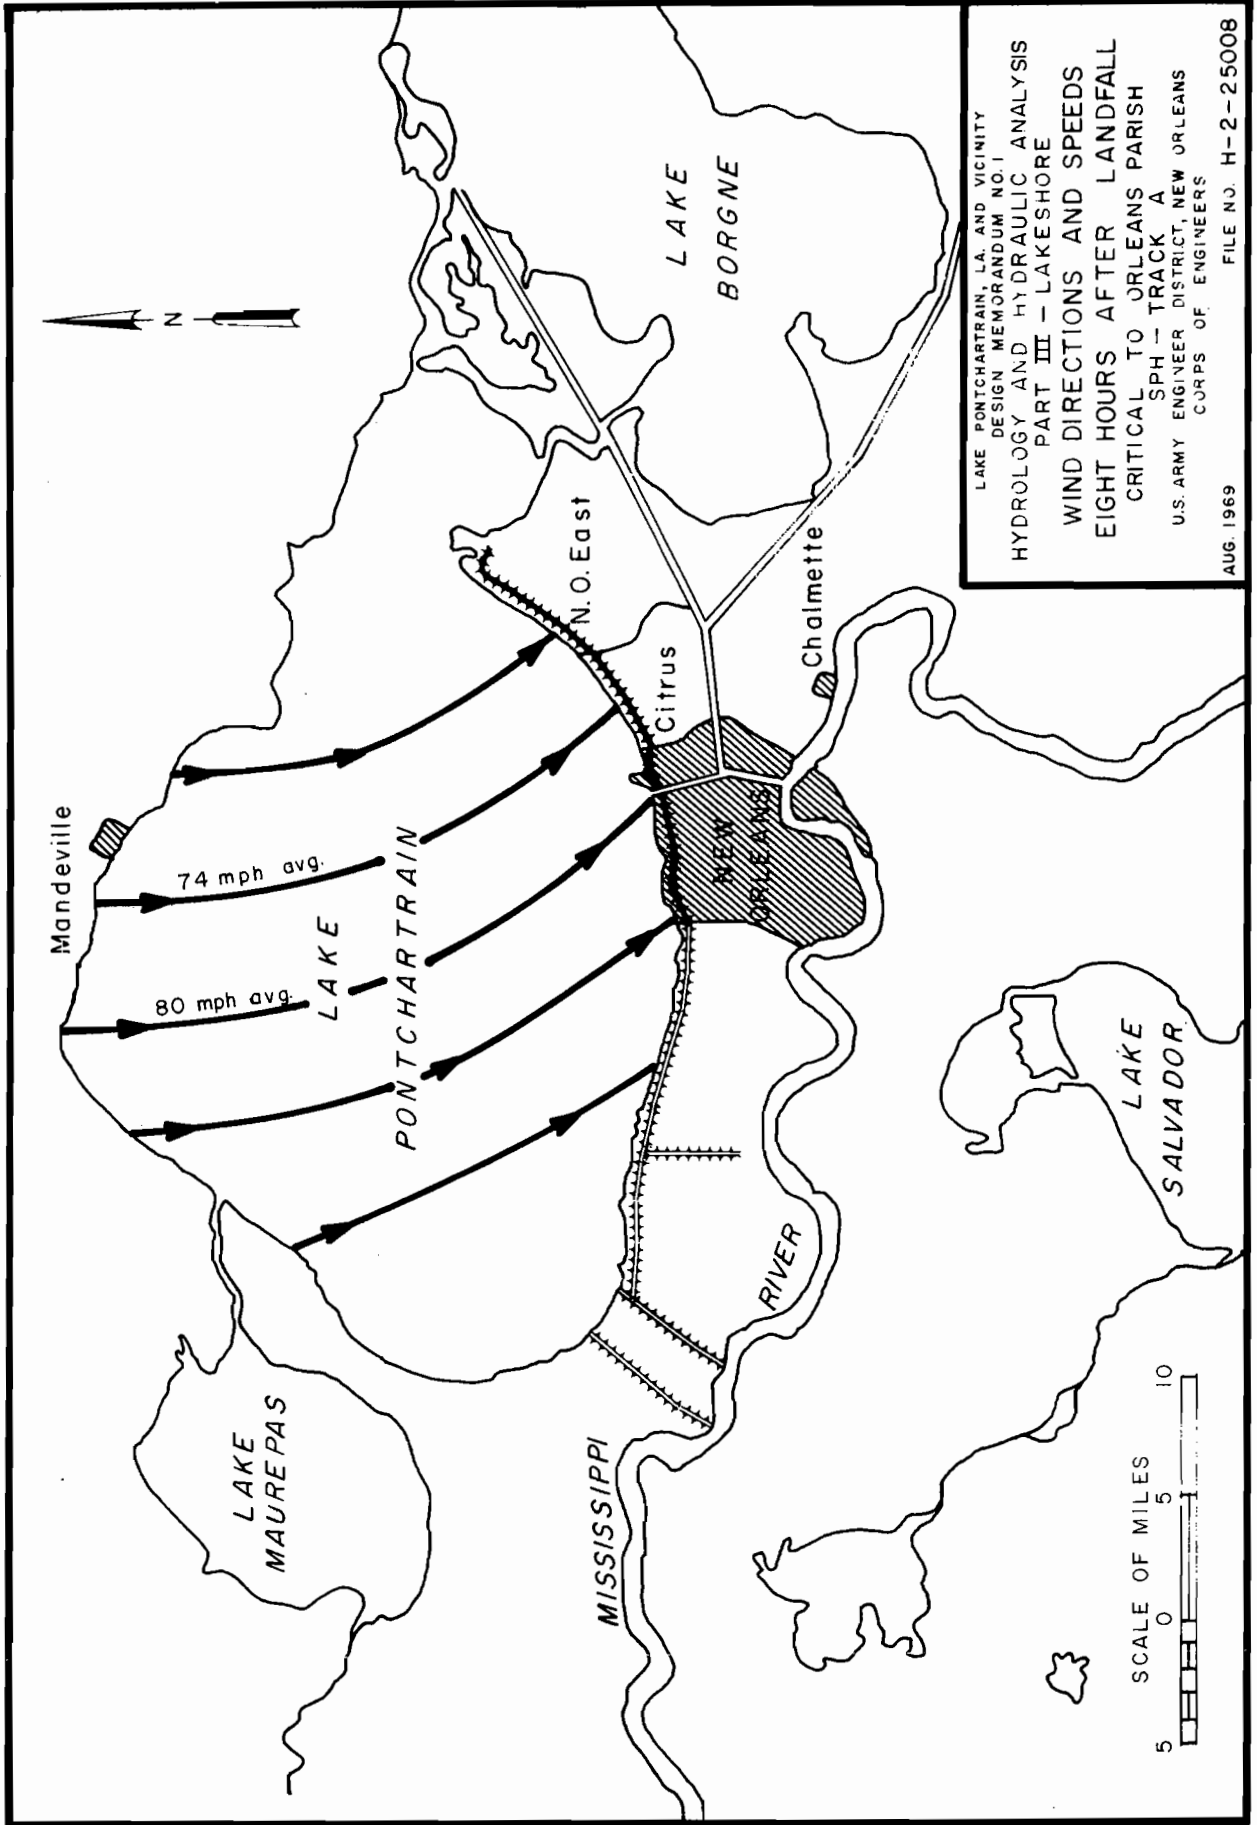 Mandeville
74 mph avg.
80 mph avg.
LAKE
PONTCHARTRAIN
N
LAKE
MAUREPAS
N.O. East
Citrus
LAKE
BORGNE
NEW
ORLEANS
Chalmette
MISSISSIPPI
RIVER
LAKE
SALVADOR
SCALE OF MILES
5 0 5 10
LAKE PONTCHARTRAIN, LA. AND VICINITY
DESIGN MEMORANDUM NO. 1
HYDROLOGY AND HYDRAULIC ANALYSIS
PART III – LAKESHORE
WIND DIRECTIONS AND SPEEDS
EIGHT HOURS AFTER LANDFALL
CRITICAL TO ORLEANS PARISH
SPH – TRACK A
U.S. ARMY ENGINEER DISTRICT, NEW ORLEANS
CORPS OF ENGINEERS
AUG. 1969 FILE NO. H-2-25008